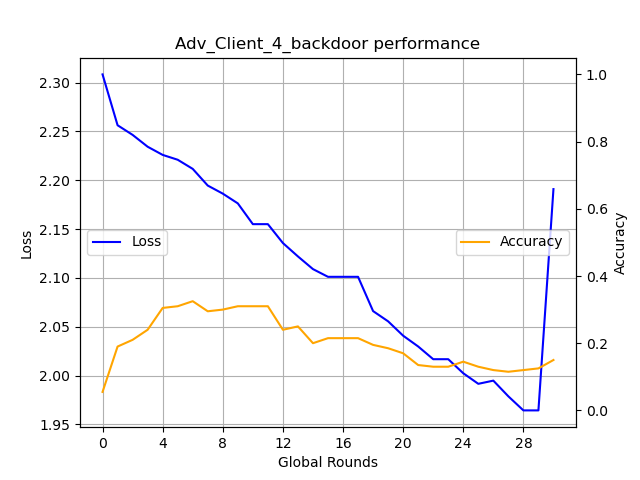 Adv_Client_4_backdoor performance
2.30
2.25
2.20
2.15
2.10
2.05
2.00
1.95
Loss
Loss
Accuracy
1.0
0.8
0.6
0.4
0.2
0.0
Accuracy
0 4 8 12 16 20 24 28
Global Rounds